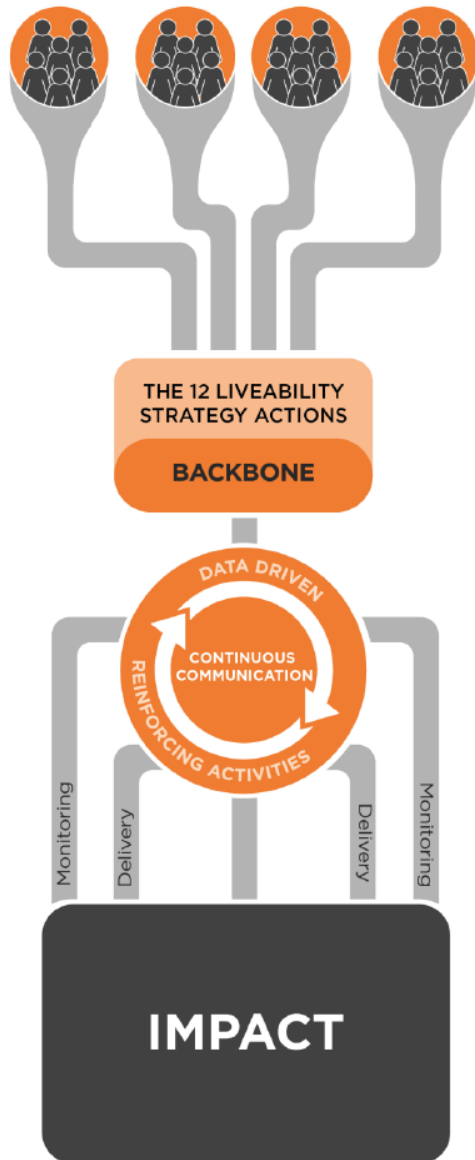 THE 12 LIVEABILITY
STRATEGY ACTIONS
BACKBONE
DATA DRIVEN
CONTINUOUS
COMMUNICATION
REINFORCING ACTIVITIES
Monitoring
Delivery
Delivery
Monitoring
IMPACT